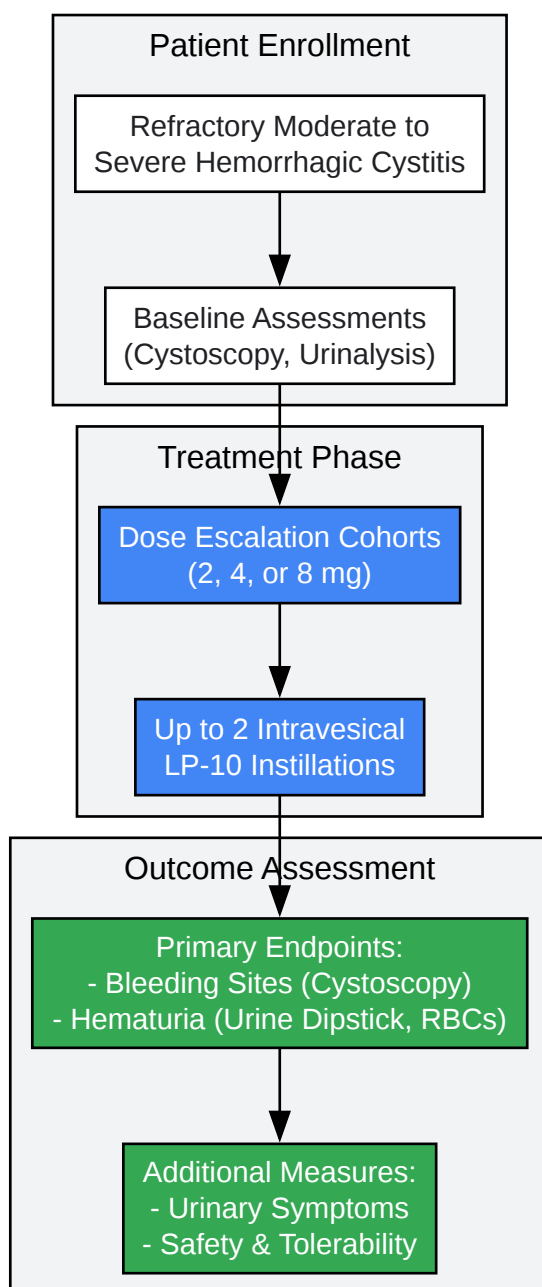 Patient Enrollment
Refractory Moderate to
Severe Hemorrhagic Cystitis
Baseline Assessments
(Cystoscopy, Urinalysis)
Treatment Phase
Dose Escalation Cohorts
(2, 4, or 8 mg)
Up to 2 Intravesical
LP-10 Instillations
Outcome Assessment
Primary Endpoints:
- Bleeding Sites (Cystoscopy)
- Hematuria (Urine Dipstick, RBCs)
Additional Measures:
- Urinary Symptoms
- Safety & Tolerability